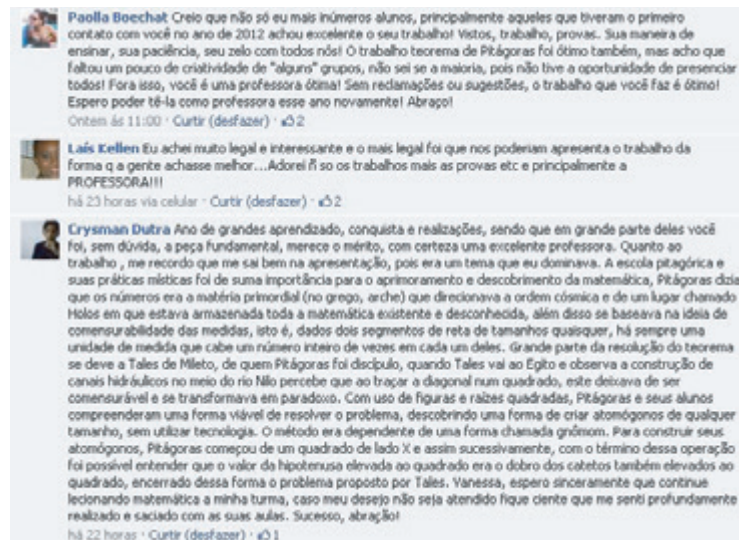 Paolla Boechat Creio que não só eu mais inúmeros alunos, principalmente aqueles que tiveram o primeiro
contato com você no ano de 2012 achou excelente o seu trabalho! Vistos, trabalho, provas. Sua maneira de
ensinar, sua paciência, seu zelo com todos nós! O trabalho teorema de Pitágoras foi ótimo também, mas acho que
faltou um pouco de criatividade de "alguns" grupos, não sei se a maioria, pois não tive a oportunidade de presenciar
todos! Fora isso, você é uma professora ótima! Sem reclamações ou sugestões, o trabalho que você faz é ótimo!
Espero poder tê-la como professora esse ano novamente! Abraço!
Ontem às 11:00 · Curtir (desfazer) · 2
Laís Kellen Eu achei muito legal e interessante e o mais legal foi que nos poderiam apresenta o trabalho da
forma q a gente achasse melhor...Adorei ñ so os trabalhos mais as provas etc e principalmente a
PROFESSORA!!!
há 23 horas via celular · Curtir (desfazer) · 2
Crysman Dutra Ano de grandes aprendizado, conquista e realizações, sendo que em grande parte deles você
foi, sem dúvida, a peça fundamental, merece o mérito, com certeza uma excelente professora. Quanto ao
trabalho , me recordo que me sai bem na apresentação, pois era um tema que eu dominava. A escola pitagórica e
suas práticas místicas foi de suma importância para o aprimoramento e descobrimento da matemática, Pitágoras dizia
que os números era a matéria primordial (no grego, arche) que direcionava a ordem cósmica e de um lugar chamado
Holos em que estava armazenada toda a matemática existente e desconhecida, além disso se baseava na ideia de
comensurabilidade das medidas, isto é, dados dois segmentos de reta de tamanhos quaisquer, há sempre uma
unidade de medida que cabe um número inteiro de vezes em cada um deles. Grande parte da resolução do teorema
se deve a Tales de Mileto, de quem Pitágoras foi discípulo, quando Tales vai ao Egito e observa a construção de
canais hidráulicos no meio do rio Nilo percebe que ao traçar a diagonal num quadrado, este deixava de ser
comensurável e se transformava em paradoxo. Com uso de figuras e raízes quadradas, Pitágoras e seus alunos
compreenderam uma forma viável de resolver o problema, descobrindo uma forma de criar atomógonos de qualquer
tamanho, sem utilizar tecnologia. O método era dependente de uma forma chamada gnômom. Para construir seus
atomógonos, Pitágoras começou de um quadrado de lado X e assim sucessivamente, com o término dessa operação
foi possível entender que o valor da hipotenusa elevada ao quadrado era o dobro dos catetos também elevados ao
quadrado, encerrado dessa forma o problema proposto por Tales. Vanessa, espero sinceramente que continue
lecionando matemática a minha turma, caso meu desejo não seja atendido fique ciente que me senti profundamente
realizado e saciado com as suas aulas. Sucesso, abração!
há 22 horas · Curtir (desfazer) · 1